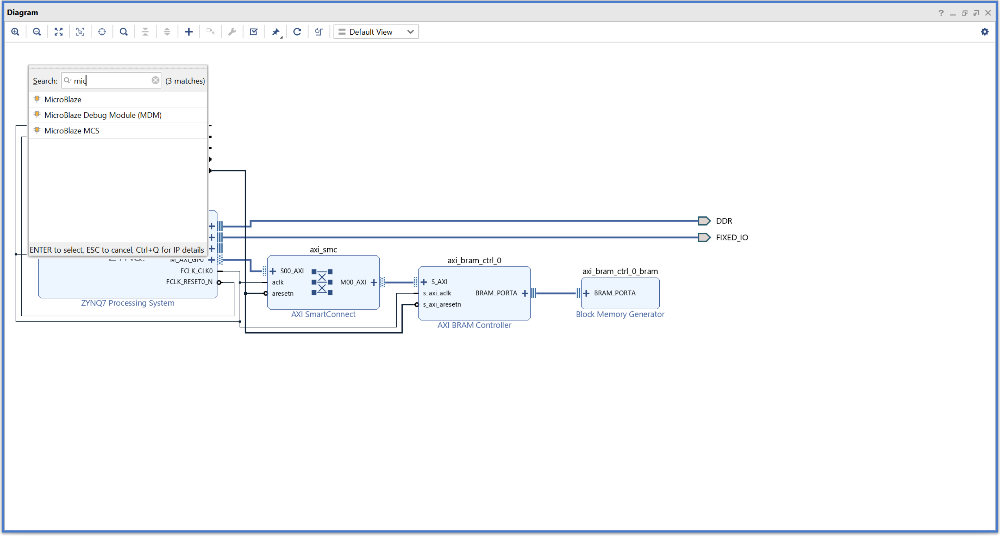 Diagram
Default View
Search: mic (3 matches)
MicroBlaze
MicroBlaze Debug Module (MDM)
MicroBlaze MCS
ENTER to select, ESC to cancel, Ctrl+Q for IP details
DDR
FIXED_IO
M_AXI_GP0
FCLK_CLK0
FCLK_RESET0_N
ZYNQ7 Processing System
axi_smc
S00_AXI
aclk
aresetn
M00_AXI
AXI SmartConnect
axi_bram_ctrl_0
S_AXI
s_axi_aclk
s_axi_aresetn
BRAM_PORTA
AXI BRAM Controller
axi_bram_ctrl_0_bram
BRAM_PORTA
Block Memory Generator